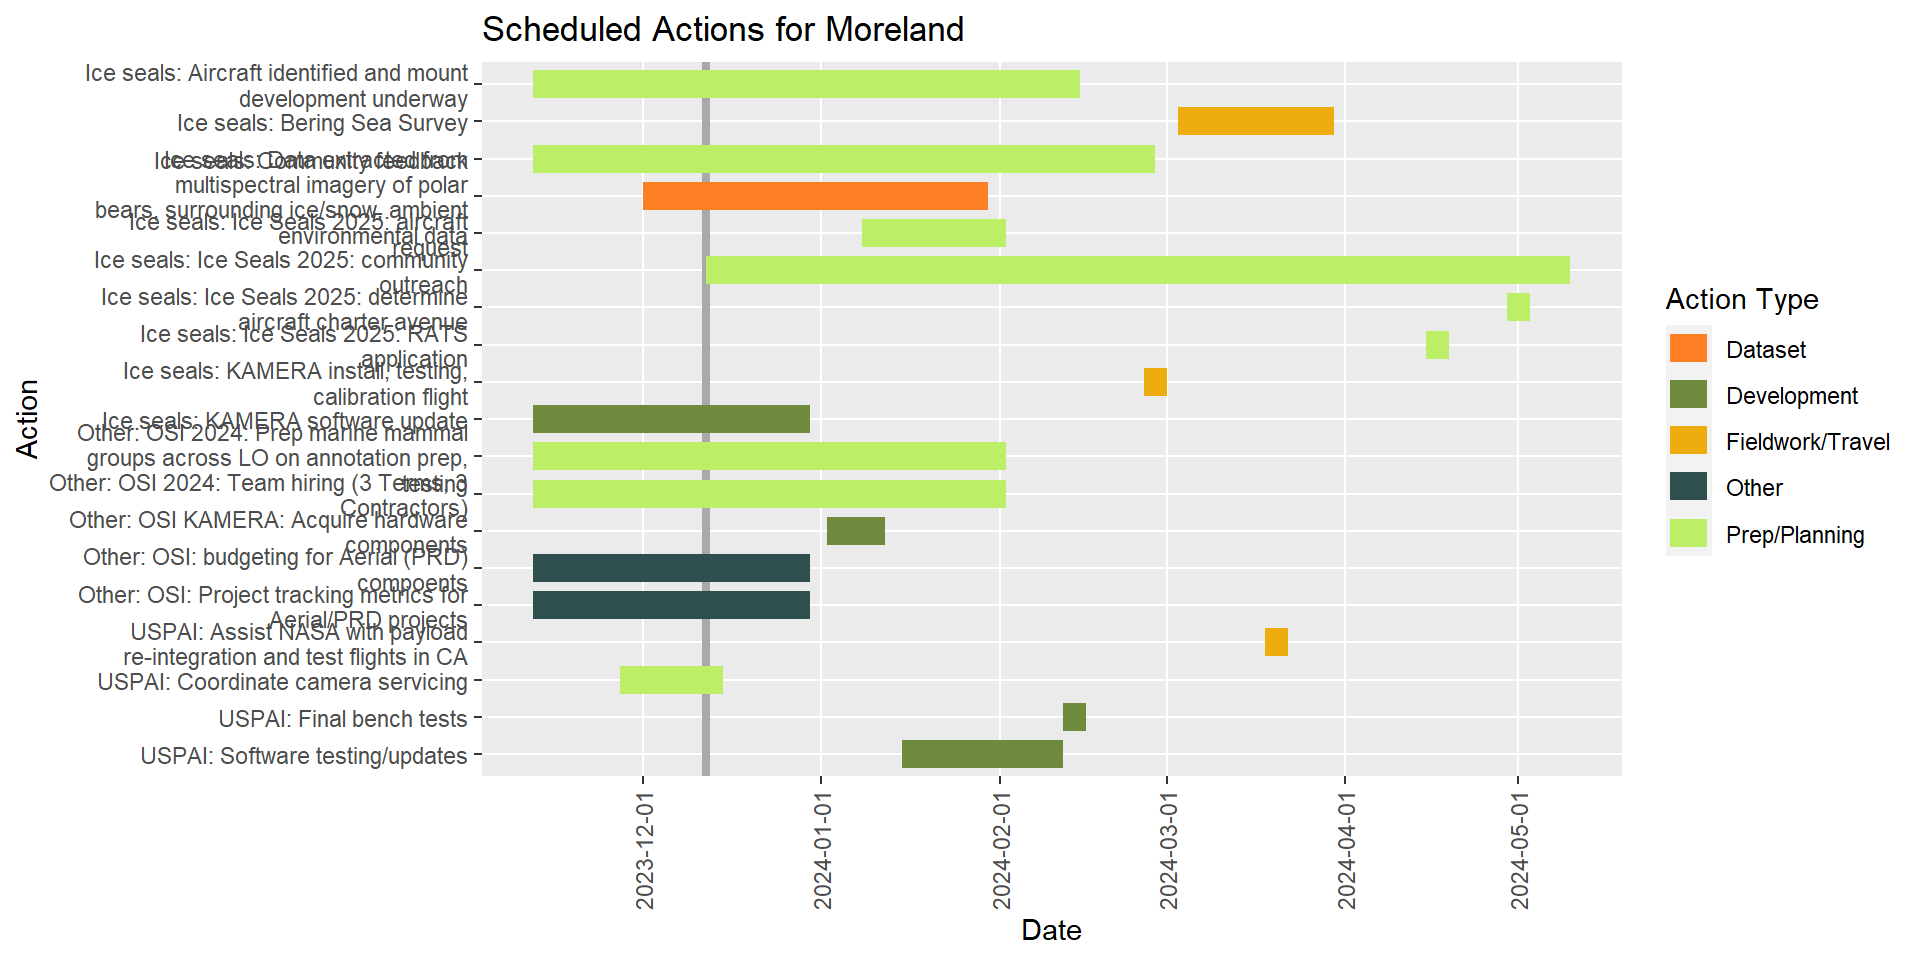 Scheduled Actions for Moreland
Ice seals: Aircraft identified and mount
development underway
Ice seals: Bering Sea Survey
Ice seals: Community feedback
Ice seals: Data extracted from
multispectral imagery of polar
bears, surrounding ice/snow, ambient
environmental data
Ice seals: Ice Seals 2025: aircraft
request
Ice seals: Ice Seals 2025: community
outreach
Ice seals: Ice Seals 2025: determine
aircraft charter avenue
Ice seals: Ice Seals 2025: RATS
application
Ice seals: KAMERA install, testing,
calibration flight
Ice seals: KAMERA software update
Other: OSI 2024: Prep marine mammal
groups across LO on annotation prep,
testing
Other: OSI 2024: Team hiring (3 Terms, 3
Contractors)
Other: OSI KAMERA: Acquire hardware
components
Other: OSI: budgeting for Aerial (PRD)
compoents
Other: OSI: Project tracking metrics for
Aerial/PRD projects
USPAI: Assist NASA with payload
re-integration and test flights in CA
USPAI: Coordinate camera servicing
USPAI: Final bench tests
USPAI: Software testing/updates
Action
2023-12-01
2024-01-01
2024-02-01
2024-03-01
2024-04-01
2024-05-01
Date
Action Type
Dataset
Development
Fieldwork/Travel
Other
Prep/Planning